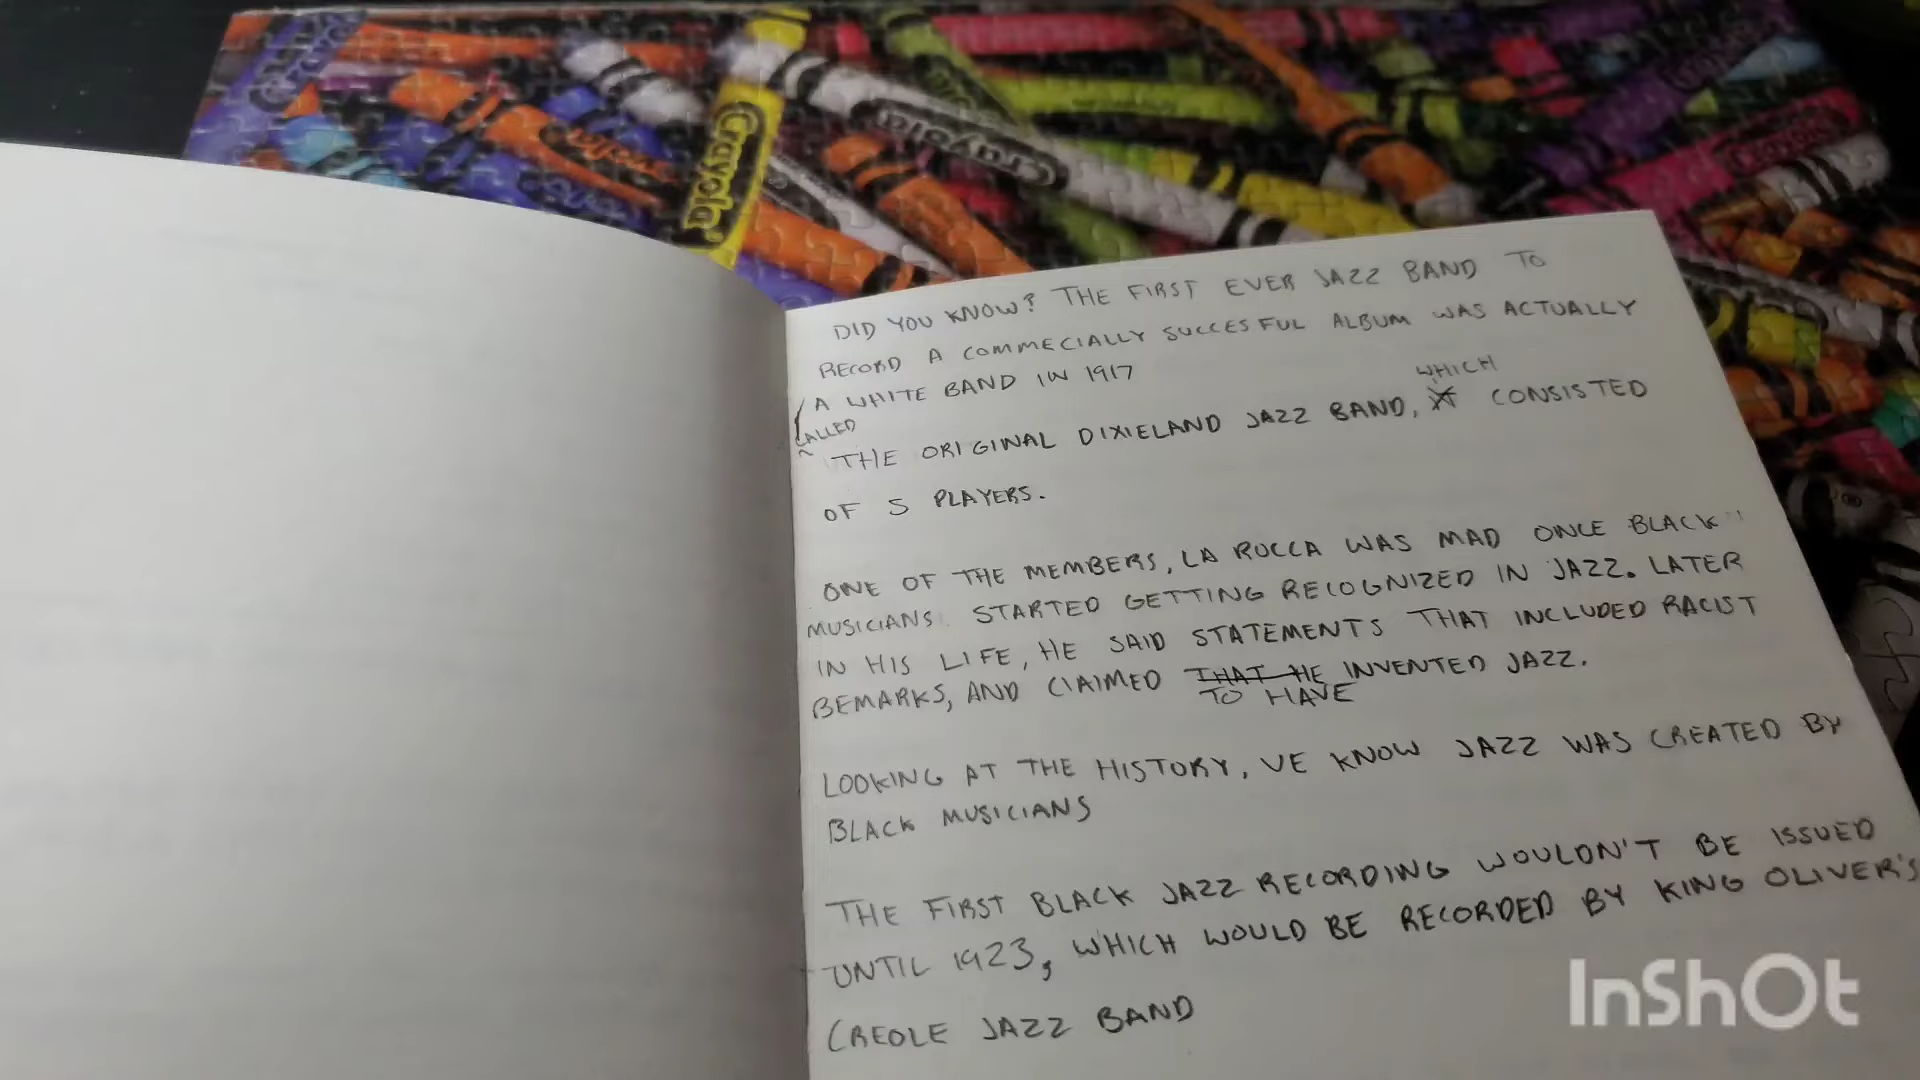 Crayola
Crayola
Crayola
DID YOU KNOW? THE FIRST EVER JAZZ BAND TO
RECORD A COMMECIALLY SUCCESFUL ALBUM WAS ACTUALLY
A WHITE BAND IN 1917
WHICH
CALLED
THE ORIGINAL DIXIELAND JAZZ BAND, CONSISTED
OF 5 PLAYERS.
ONE OF THE MEMBERS, LA ROCCA WAS MAD ONCE BLACK
MUSICIANS STARTED GETTING RECOGNIZED IN JAZZ. LATER
IN HIS LIFE, HE SAID STATEMENTS THAT INCLUDED RACIST
BEMARKS, AND CLAIMED THAT HE INVENTED JAZZ.
TO HAVE
LOOKING AT THE HISTORY, VE KNOW JAZZ WAS CREATED BY
BLACK MUSICIANS
THE FIRST BLACK JAZZ RECORDING WOULDN'T BE ISSUED
UNTIL 1923, WHICH WOULD BE RECORDED BY KING OLIVER'S
CREOLE JAZZ BAND
InShOt